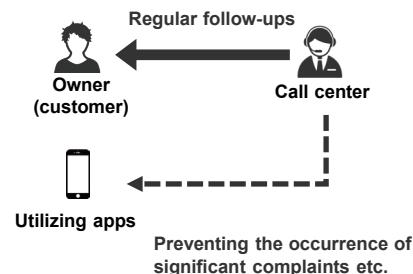 Regular follow-ups
Owner
(customer)
Call center
Utilizing apps
Preventing the occurrence of
significant complaints etc.